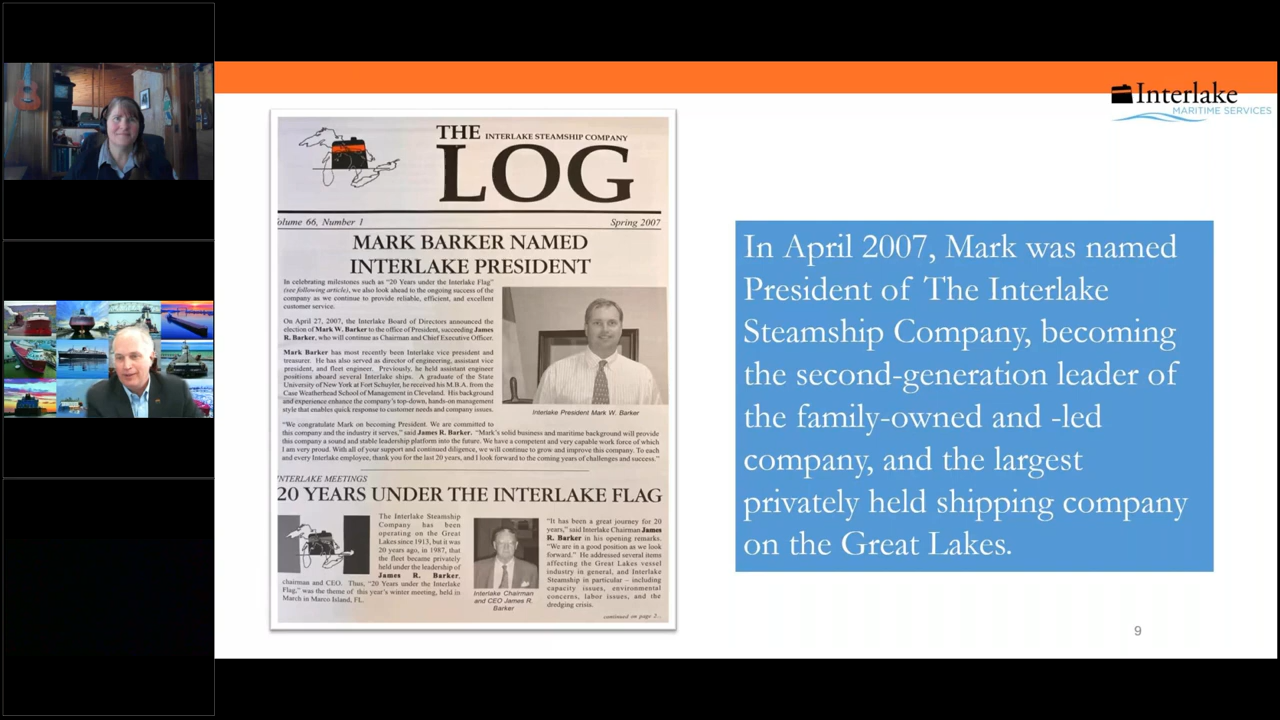 Interlake
MARITIME SERVICES
THE INTERLAKE STEAMSHIP COMPANY
LOG
olume 66, Number 1
Spring 2007
MARK BARKER NAMED
INTERLAKE PRESIDENT
In celebrating milestones such as “20 Years under the Interlake Flag”
(see following article), we also look ahead to the ongoing success of the
company as we continue to provide reliable, efficient, and excellent
customer service.
On April 27, 2007, the Interlake Board of Directors announced the
election of Mark W. Barker to the office of President, succeeding James
R. Barker, who will continue as Chairman and Chief Executive Officer.
Mark Barker has most recently been Interlake vice president and
treasurer. He has also served as director of engineering, assistant vice
president, and fleet engineer. Previously, he held assistant engineer
positions aboard several Interlake ships. A graduate of the State
University of New York at Fort Schuyler, he received his M.B.A. from the
Case Weatherhead School of Management in Cleveland. His background
and experience enhance the company's top-down, hands-on management
style that enables quick response to customer needs and company issues.
Interlake President Mark W. Barker
“We congratulate Mark on becoming President. We are committed to
this company and the industry it serves,” said James R. Barker. “Mark's solid business and maritime background will provide
this company a sound and stable leadership platform into the future. We have a competent and very capable work force of which
I am very proud. With all of your support and continued diligence, we will continue to grow and improve this company. To each
and every Interlake employee, thank you for the last 20 years, and I look forward to the coming years of challenges and success.”
NTERLAKE MEETINGS
20 YEARS UNDER THE INTERLAKE FLAG
The Interlake Steamship
Company has been
operating on the Great
Lakes since 1913, but it was
20 years ago, in 1987, that
the fleet became privately
held under the leadership of
James R. Barker,
chairman and CEO. Thus, “20 Years under the Interlake
Flag,” was the theme of this year's winter meeting, held in
March in Marco Island, FL.
Interlake Chairman
and CEO James R.
Barker
“It has been a great journey for 20
years,” said Interlake Chairman James
R. Barker in his opening remarks.
“We are in a good position as we look
forward.” He addressed several items
affecting the Great Lakes vessel
industry in general, and Interlake
Steamship in particular – including
capacity issues, environmental
concerns, labor issues, and the
dredging crisis.
continued on page 2...
In April 2007, Mark was named
President of The Interlake
Steamship Company, becoming
the second-generation leader of
the family-owned and -led
company, and the largest
privately held shipping company
on the Great Lakes.
9